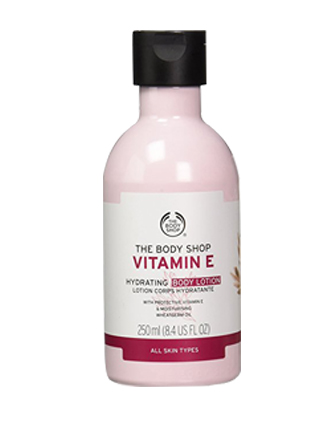 THE
BODY
SHOP
THE BODY SHOP
VITAMIN E
HYDRATING BODY LOTION
LOTION CORPS HYDRATANTE
WITH PROTECTIVE VITAMIN E
& MOISTURISING
WHEATGERM OIL
250 ml (8.4 US FL OZ)
ALL SKIN TYPES